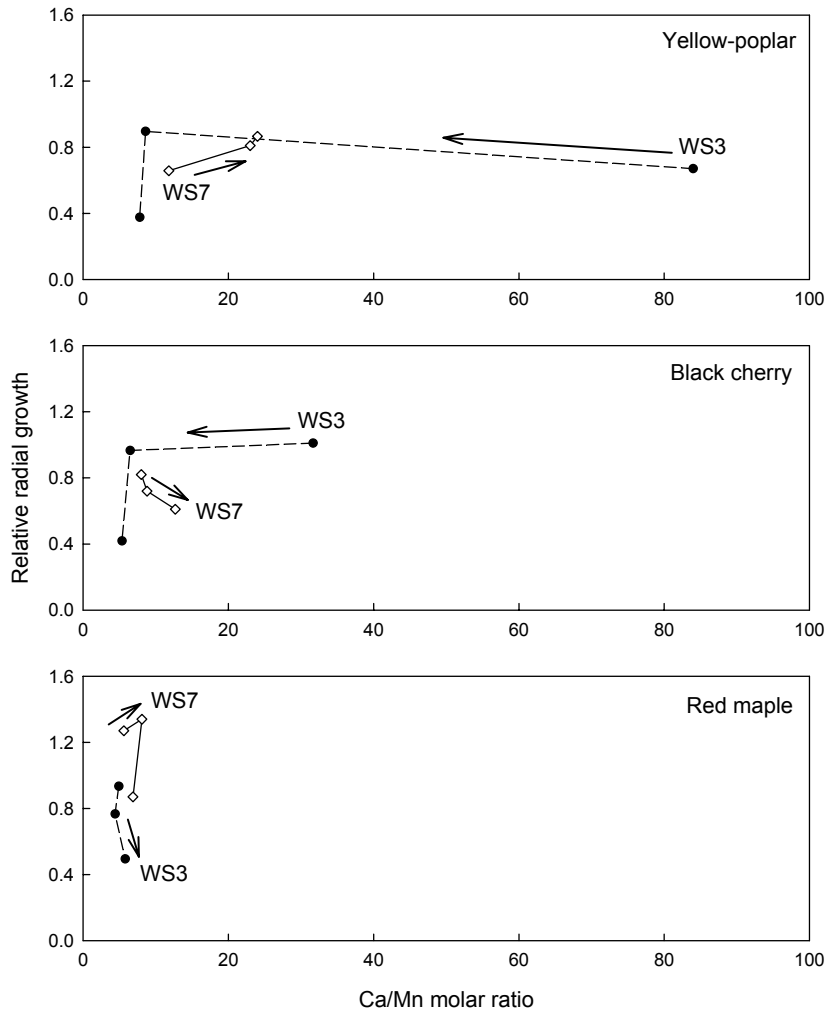 1.6
Yellow-poplar
1.2
0.8
WS3
WS7
0.4
0.0
0 20 40 60 80 100
1.6
Black cherry
1.2
WS3
0.8
WS7
0.4
0.0
0 20 40 60 80 100
Relative radial growth
1.6
WS7
Red maple
1.2
0.8
0.4
WS3
0.0
0 20 40 60 80 100
Ca/Mn molar ratio